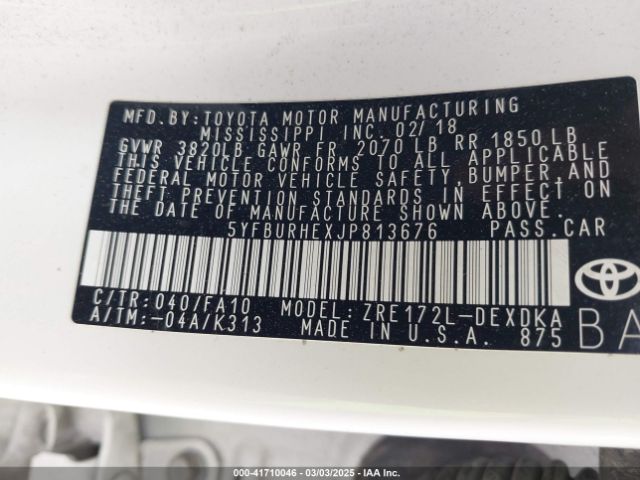 MFD.BY:TOYOTA MOTOR MANUFACTURING
MISSISSIPPI INC. 02/18
GVWR 3820LB GAWR FR 2070 LB RR 1850 LB
THIS VEHICLE CONFORMS TO ALL APPLICABLE
FEDERAL MOTOR VEHICLE SAFETY,BUMPER,AND
THEFT PREVENTION STANDARDS IN EFFECT ON
THE DATE OF MANUFACTURE SHOWN ABOVE.
5YFBURHEXJP813676 PASS.CAR
C/TR: 040/FA10 MODEL: ZRE172L-DEXDKA
A/TM:-04A/K313 MADE IN U.S.A. 875
BA
000-41710046 — 03/03/2025 — IAA Inc.